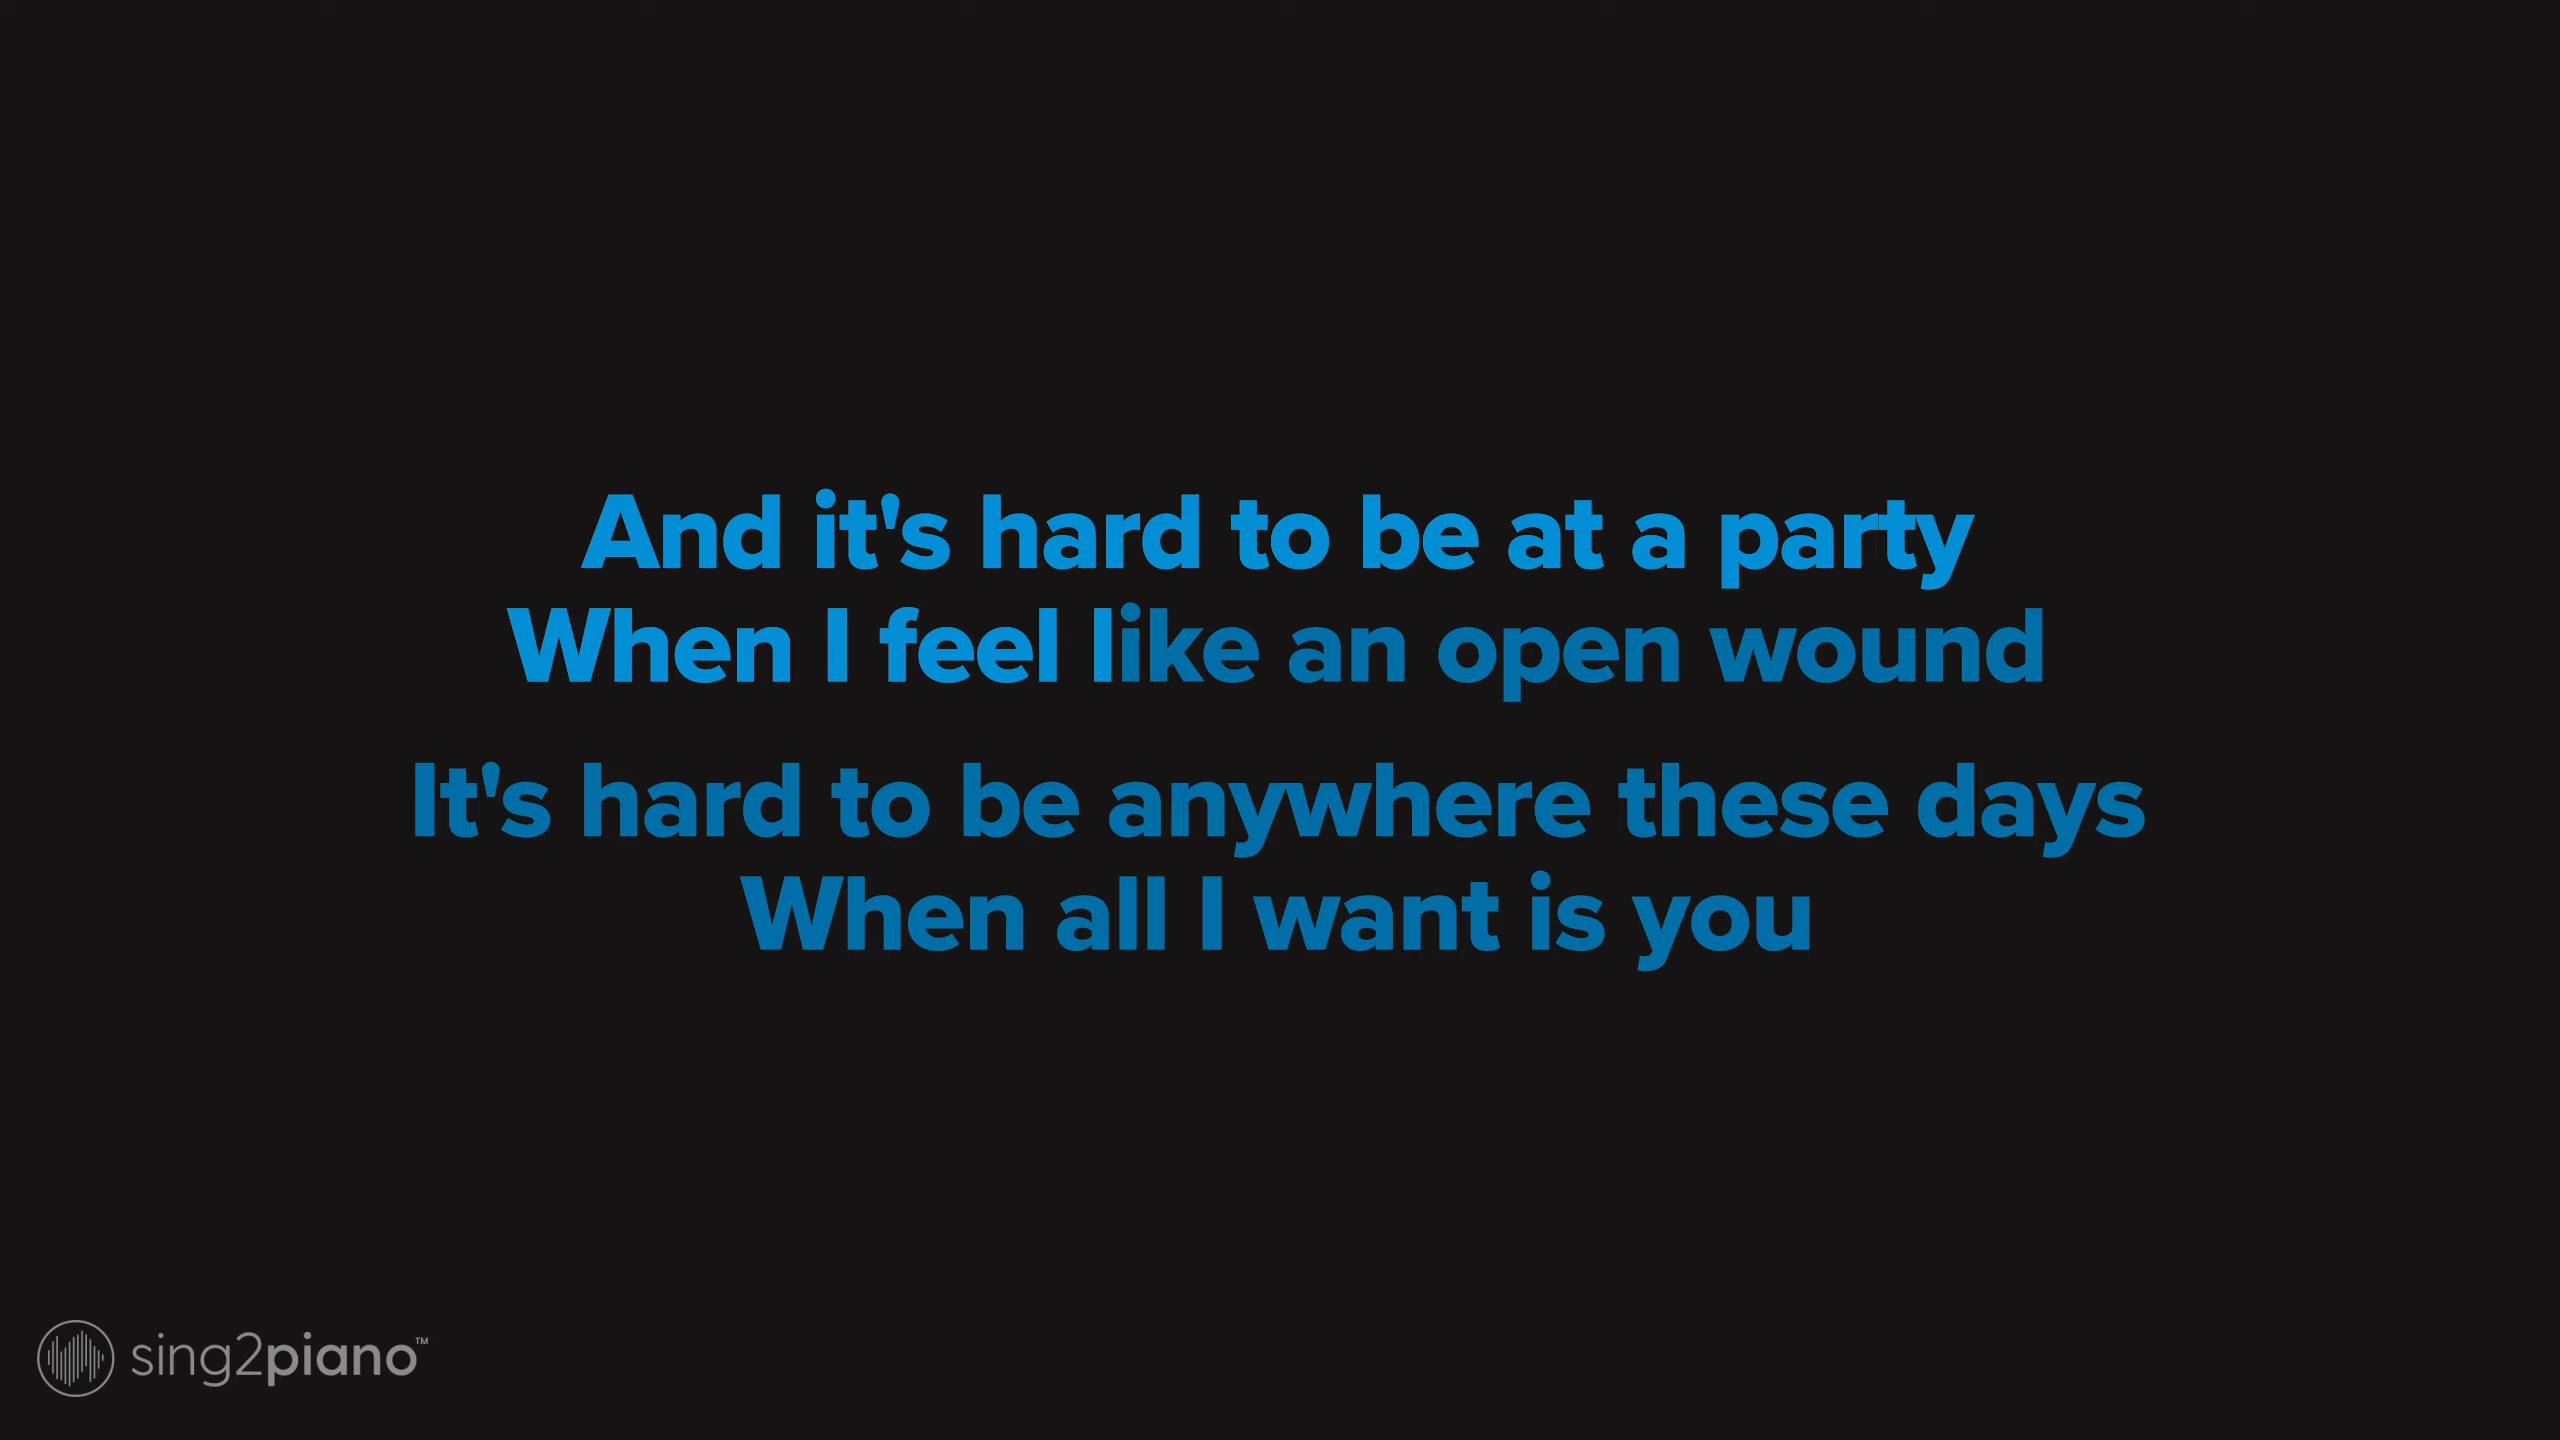 And it's hard to be at a party
When I feel like an open wound
It's hard to be anywhere these days
When all I want is you
sing2piano™